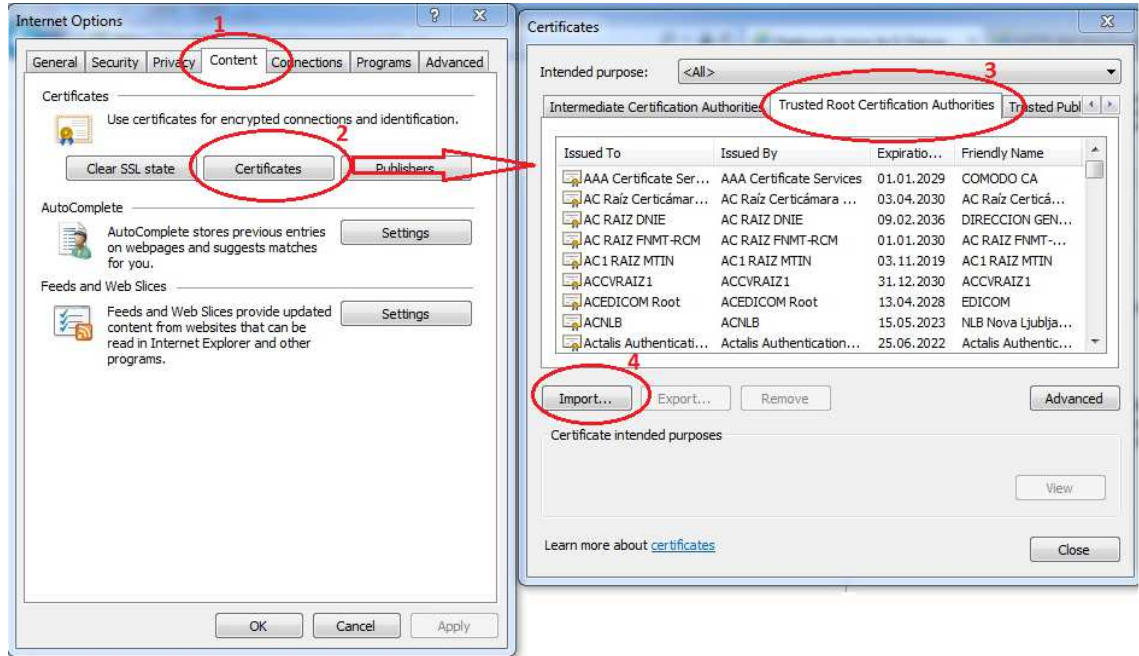 Internet Options
1
General Security Privacy Content Connections Programs Advanced
Certificates
Use certificates for encrypted connections and identification.
2
Clear SSL state Certificates Publishers
AutoComplete
AutoComplete stores previous entries
on webpages and suggests matches
for you.
Settings
Feeds and Web Slices
Feeds and Web Slices provide updated
content from websites that can be
read in Internet Explorer and other
programs.
Settings
OK Cancel Apply
Certificates
Intended purpose: <All>
3
Intermediate Certification Authorities Trusted Root Certification Authorities Trusted Publ
Issued To Issued By Expiratio... Friendly Name
AAA Certificate Ser... AAA Certificate Services 01.01.2029 COMODO CA
AC Raíz Certicámar... AC Raíz Certicámara ... 03.04.2030 AC Raíz Certicá...
AC RAIZ DNIE AC RAIZ DNIE 09.02.2036 DIRECCION GEN...
AC RAIZ FNMT-RCM AC RAIZ FNMT-RCM 01.01.2030 AC RAIZ FNMT-...
AC1 RAIZ MTIN AC1 RAIZ MTIN 03.11.2019 AC1 RAIZ MTIN
ACCVRAIZ1 ACCVRAIZ1 31.12.2030 ACCVRAIZ1
ACEDICOM Root ACEDICOM Root 13.04.2028 EDICOM
ACNLB ACNLB 15.05.2023 NLB Nova Ljublja...
Actalis Authenticati... Actalis Authentication... 25.06.2022 Actalis Authentic...
4
Import... Export... Remove Advanced
Certificate intended purposes
View
Learn more about certificates
Close